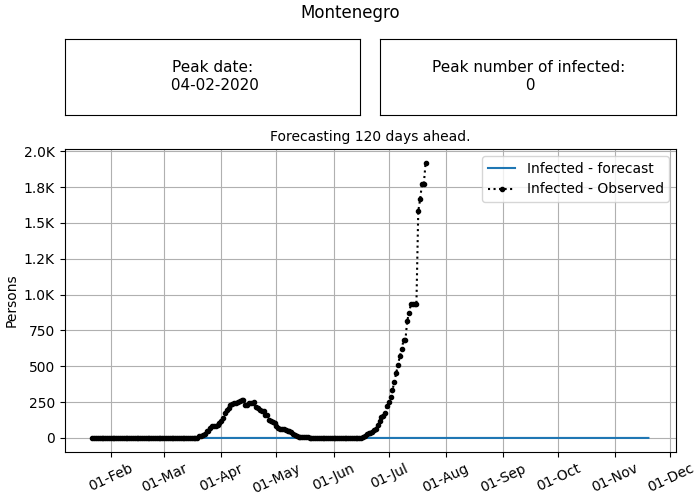 Montenegro
Peak date:
04-02-2020
Peak number of infected:
0
Forecasting 120 days ahead.
Infected - forecast
Infected - Observed
Persons
2.0K
1.8K
1.5K
1.2K
1.0K
750
500
250
0
01-Feb
01-Mar
01-Apr
01-May
01-Jun
01-Jul
01-Aug
01-Sep
01-Oct
01-Nov
01-Dec